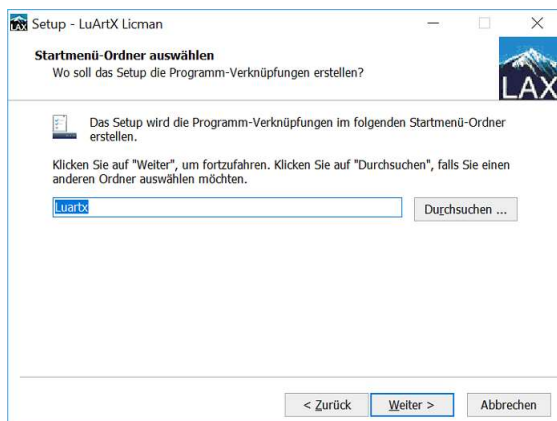 Setup - LuArtX Licman
Startmenü-Ordner auswählen
Wo soll das Setup die Programm-Verknüpfungen erstellen?
LAX
Das Setup wird die Programm-Verknüpfungen im folgenden Startmenü-Ordner
erstellen.
Klicken Sie auf "Weiter", um fortzufahren. Klicken Sie auf "Durchsuchen", falls Sie einen
anderen Ordner auswählen möchten.
Luartx
Durchsuchen ...
< Zurück
Weiter >
Abbrechen